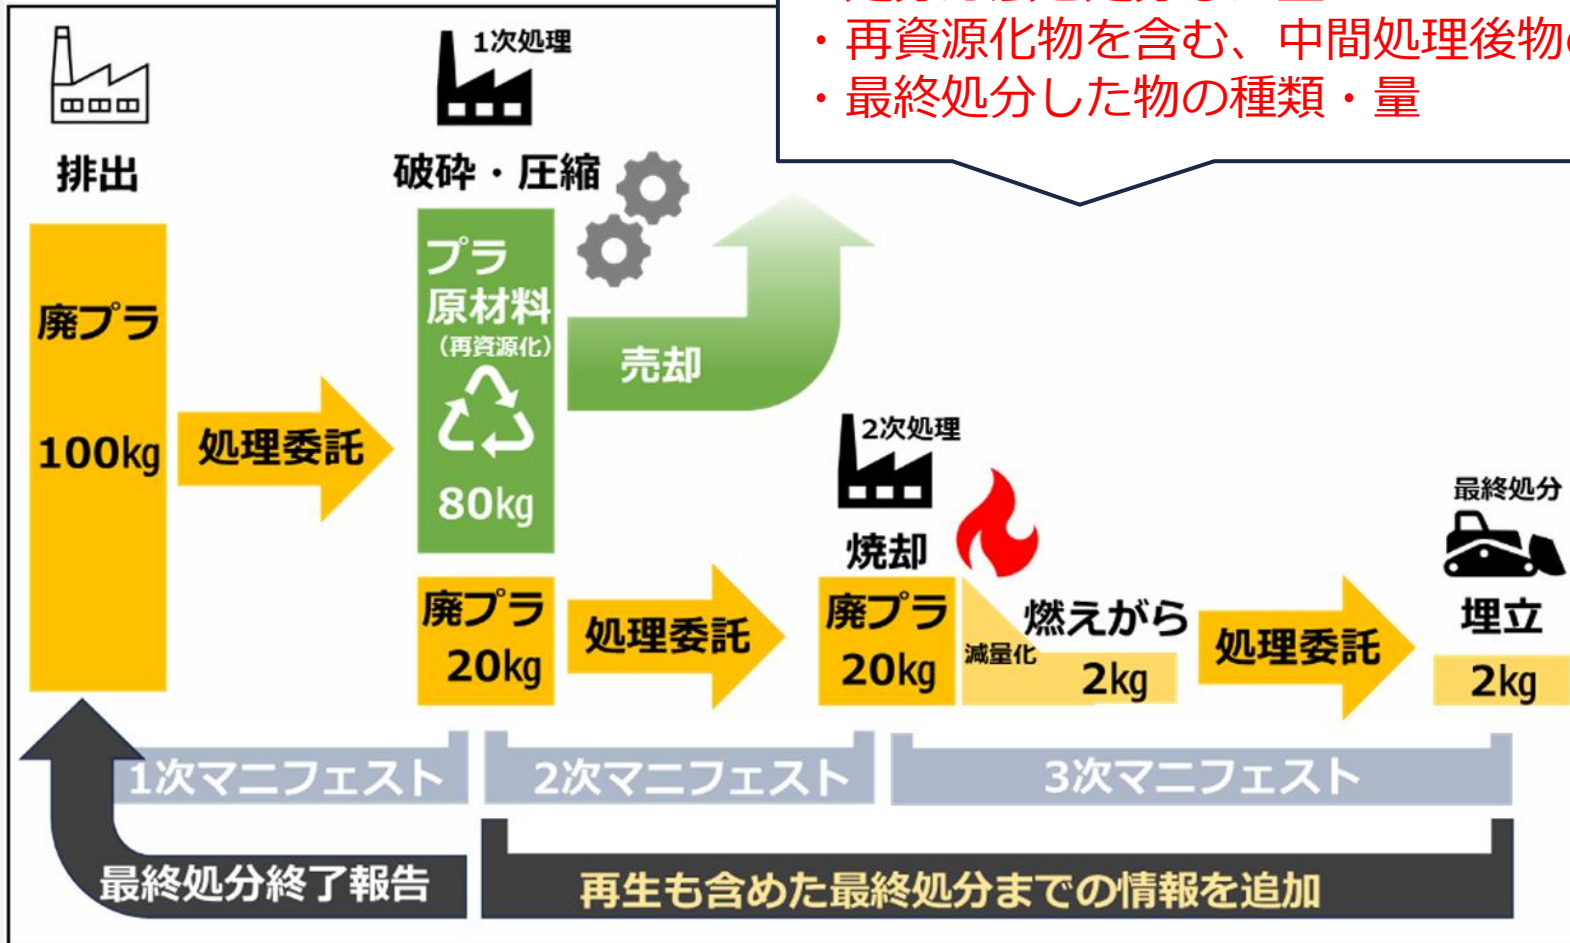 ・再資源化物を含む、中間処理後物
・最終処分した物の種類・量
1次処理
排出
破砕・圧縮
廃プラ
100kg
処理委託
プラ
原材料
(再資源化)
80kg
売却
廃プラ
20kg
処理委託
2次処理
焼却
廃プラ
20kg
減量化
燃えがら
2kg
処理委託
最終処分
埋立
2kg
1次マニフェスト
2次マニフェスト
3次マニフェスト
最終処分終了報告
再生も含めた最終処分までの情報を追加